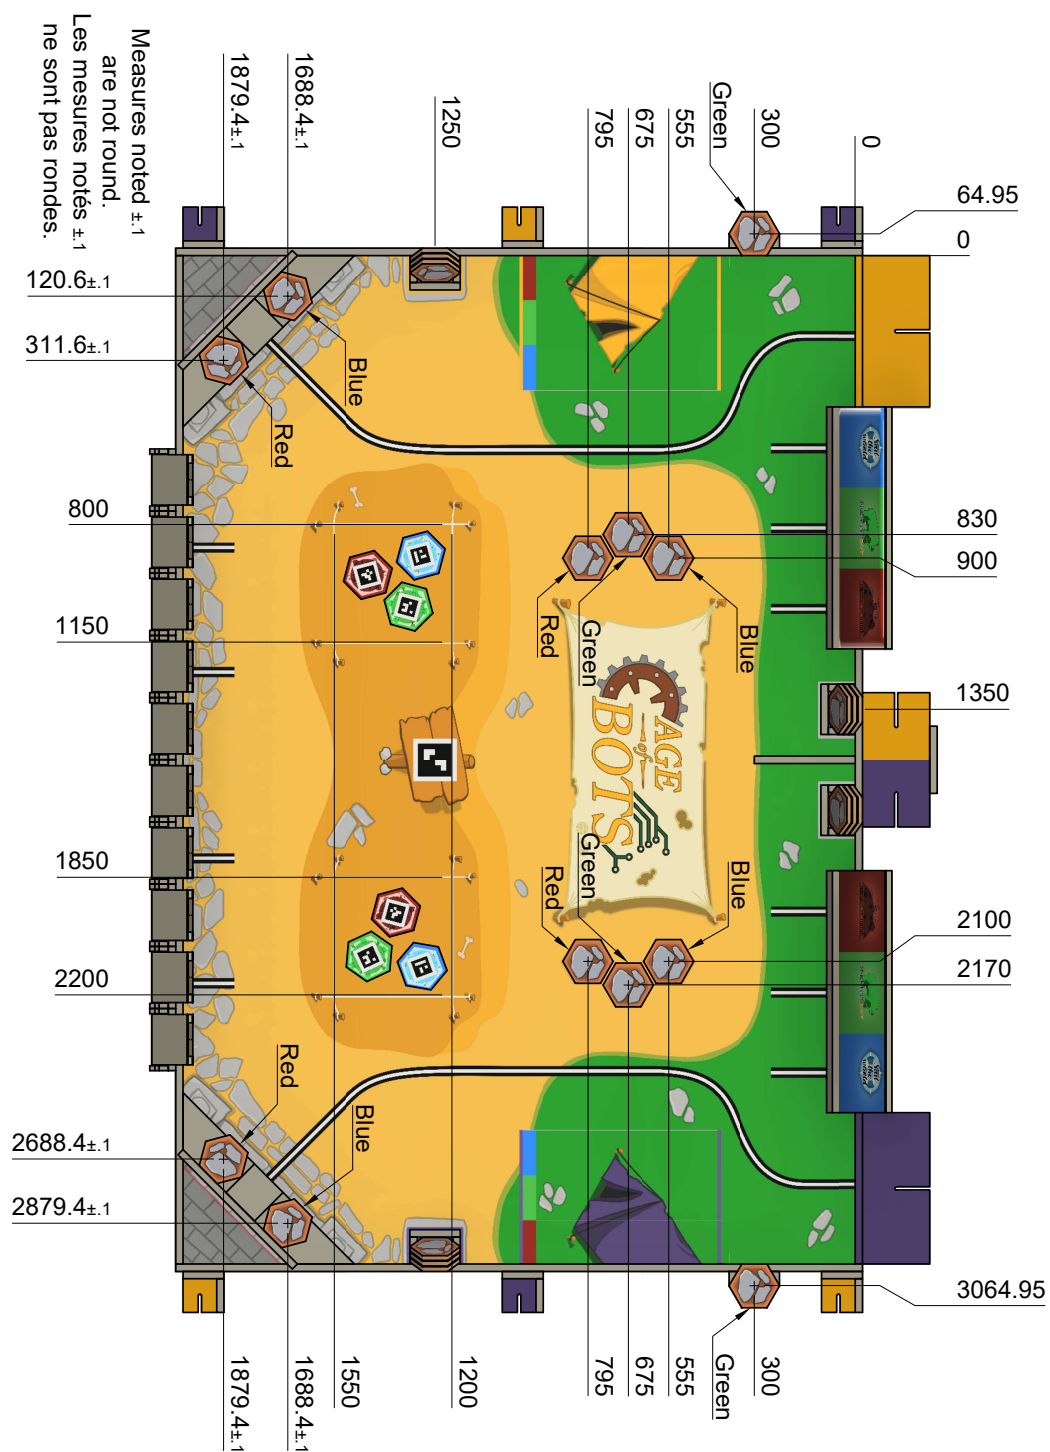 Measures noted ±.1
are not round.
Les mesures notés ±.1
ne sont pas rondes.
1879.4±.1
1688.4±.1
1250
Green
795
675
555
300
0
64.95
0
120.6±.1
311.6±.1
Blue
Red
800
1150
1850
2200
830
900
1350
2100
2170
Red
Green
Blue
AGE
of
BOTS
Red
Green
Blue
Red
Blue
2688.4±.1
2879.4±.1
3064.95
1879.4±.1
1688.4±.1
1550
1200
795
675
555
Green
300